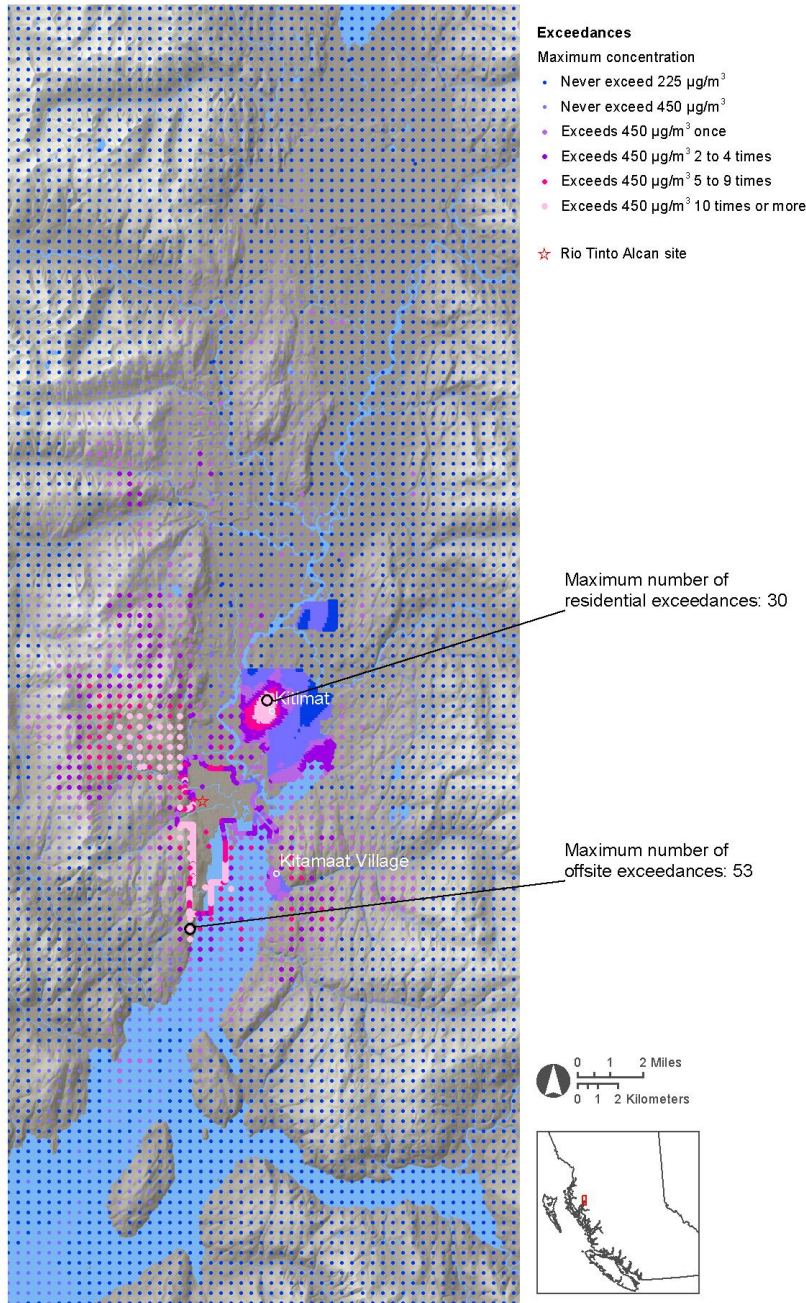 Exceedances
Maximum concentration
Never exceed 225 µg/m³
Never exceed 450 µg/m³
Exceeds 450 µg/m³ once
Exceeds 450 µg/m³ 2 to 4 times
Exceeds 450 µg/m³ 5 to 9 times
Exceeds 450 µg/m³ 10 times or more
Rio Tinto Alcan site
Maximum number of
residential exceedances: 30
Kitimat
Maximum number of
offsite exceedances: 53
Kitamaat Village
0 1 2 Miles
0 1 2 Kilometers